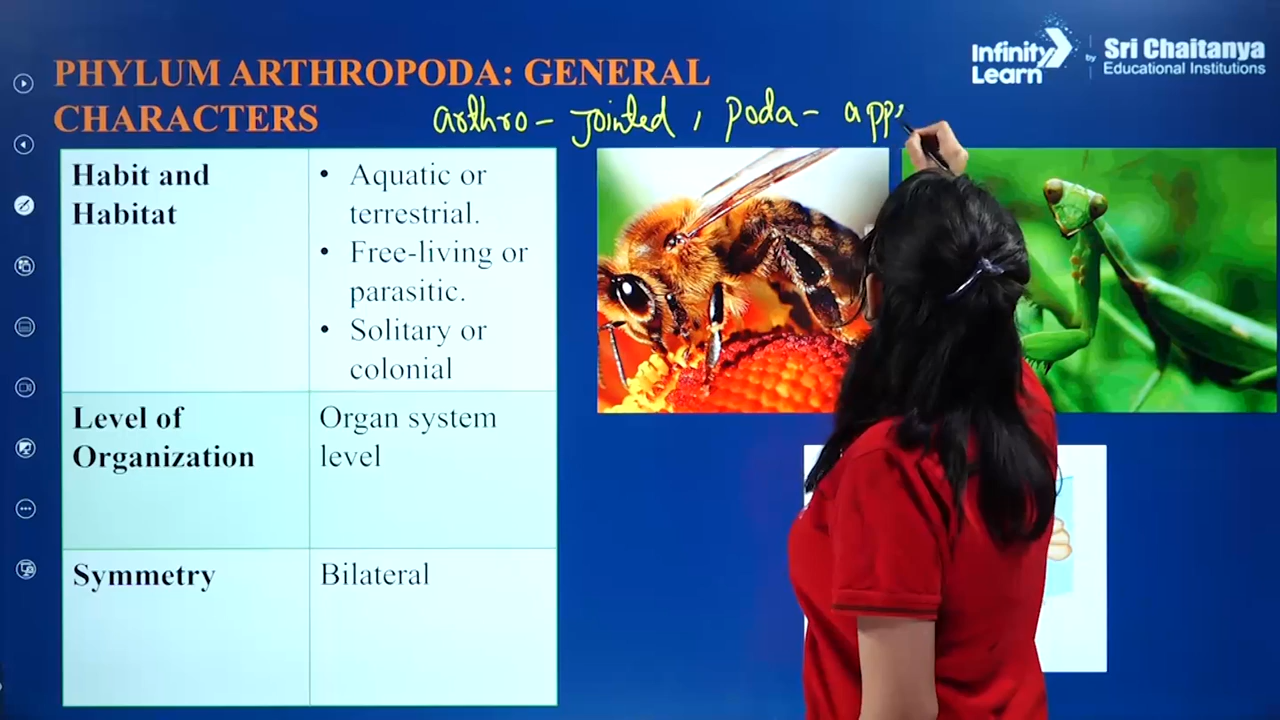 Infinity
Learn
by
Sri Chaitanya
Educational Institutions
PHYLUM ARTHROPODA: GENERAL
CHARACTERS
arthro - Jointed, poda - app
Habit and
Habitat
• Aquatic or
terrestrial.
• Free-living or
parasitic.
• Solitary or
colonial
Level of
Organization
Organ system
level
Symmetry
Bilateral